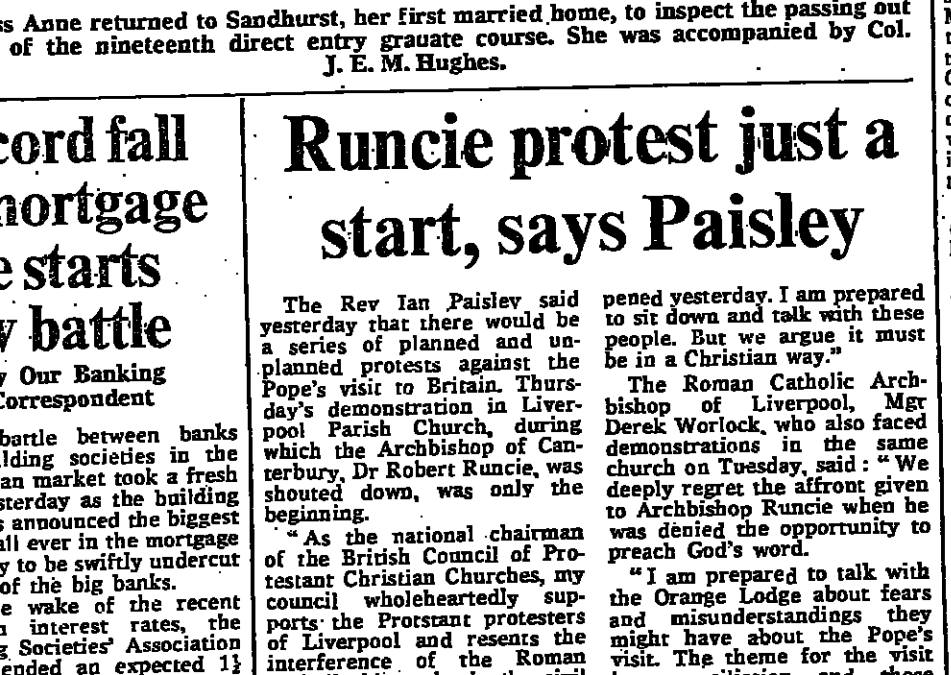 ss Anne returned to Sandhurst, her first married home, to inspect the passing out
of the nineteenth direct entry grauate course. She was accompanied by Col.
J. E. M. Hughes.
cord fall
mortgage
e starts
v battle
y Our Banking
Correspondent
battle between banks
lding societies in the
an market took a fresh
sterday as the building
s announced the biggest
all ever in the mortgage
y to be swiftly undercut
of the big banks.
e wake of the recent
n interest rates, the
g Societies' Association
ended an expected 1½
Runcie protest just a
start, says Paisley
The Rev Ian Paisley said
yesterday that there would be
a series of planned and un-
planned protests against the
Pope's visit to Britain. Thurs-
day's demonstration in Liver-
pool Parish Church, during
which the Archbishop of Can-
terbury, Dr Robert Runcie, was
shouted down, was only the
beginning.
"As the national chairman
of the British Council of Pro-
testant Christian Churches, my
council wholeheartedly sup-
ports the Protstant protesters
of Liverpool and resents the
interference of the Roman
pened yesterday. I am prepared
to sit down and talk with these
people. But we argue it must
be in a Christian way."
The Roman Catholic Arch-
bishop of Liverpool, Mgr
Derek Worlock, who also faced
demonstrations in the same
church on Tuesday, said : "We
deeply regret the affront given
to Archbishop Runcie when he
was denied the opportunity to
preach God's word.
"I am prepared to talk with
the Orange Lodge about fears
and misunderstandings they
might have about the Pope's
visit. The theme for the visit